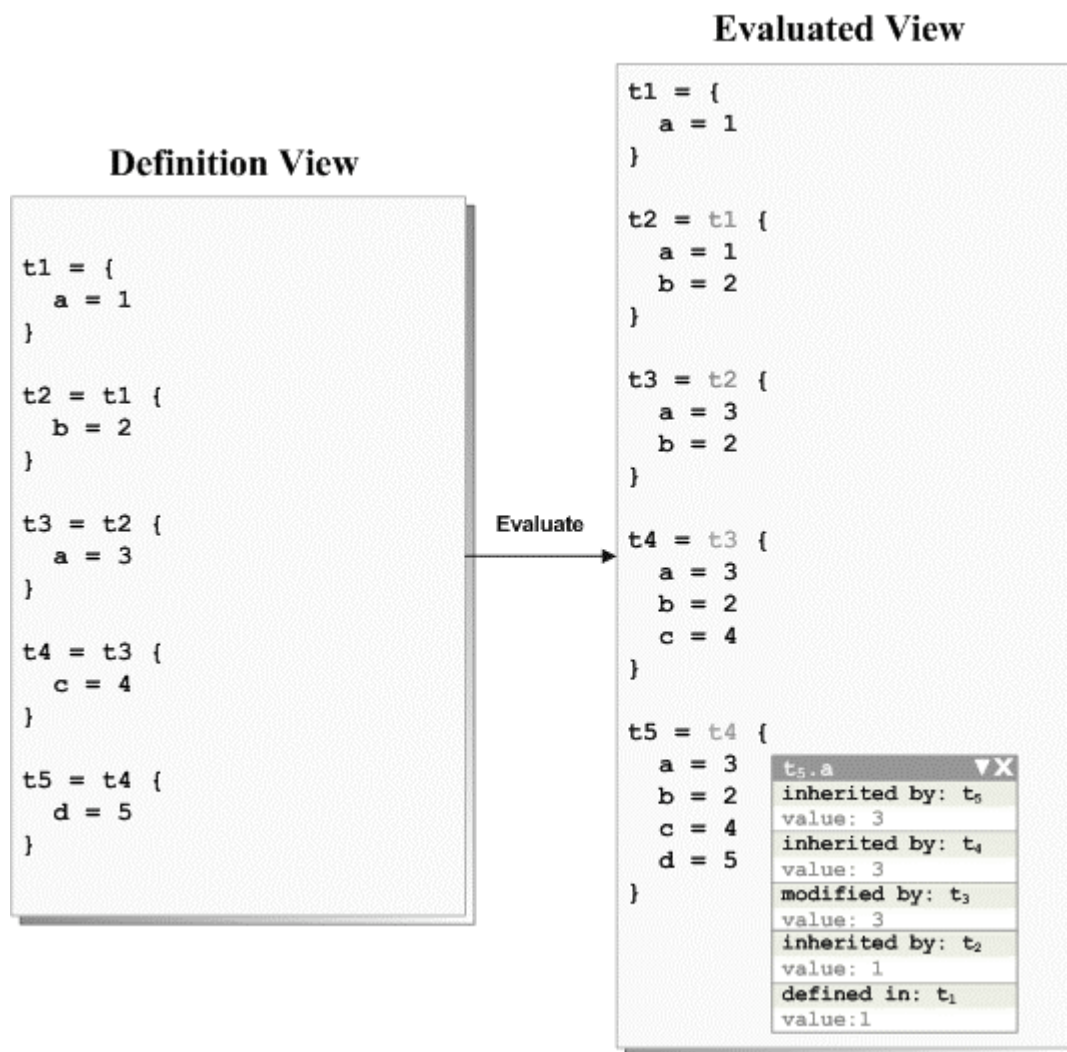 Definition View
t1 = {
  a = 1
}
t2 = t1 {
  b = 2
}
t3 = t2 {
  a = 3
}
t4 = t3 {
  c = 4
}
t5 = t4 {
  d = 5
}
Evaluate
Evaluated View
t1 = {
  a = 1
}
t2 = t1 {
  a = 1
  b = 2
}
t3 = t2 {
  a = 3
  b = 2
}
t4 = t3 {
  a = 3
  b = 2
  c = 4
}
t5 = t4 {
  a = 3
  b = 2
  c = 4
  d = 5
}
t₅.a ▼X
inherited by: t₅
value: 3
inherited by: t₄
value: 3
modified by: t₃
value: 3
inherited by: t₂
value: 1
defined in: t₁
value:1